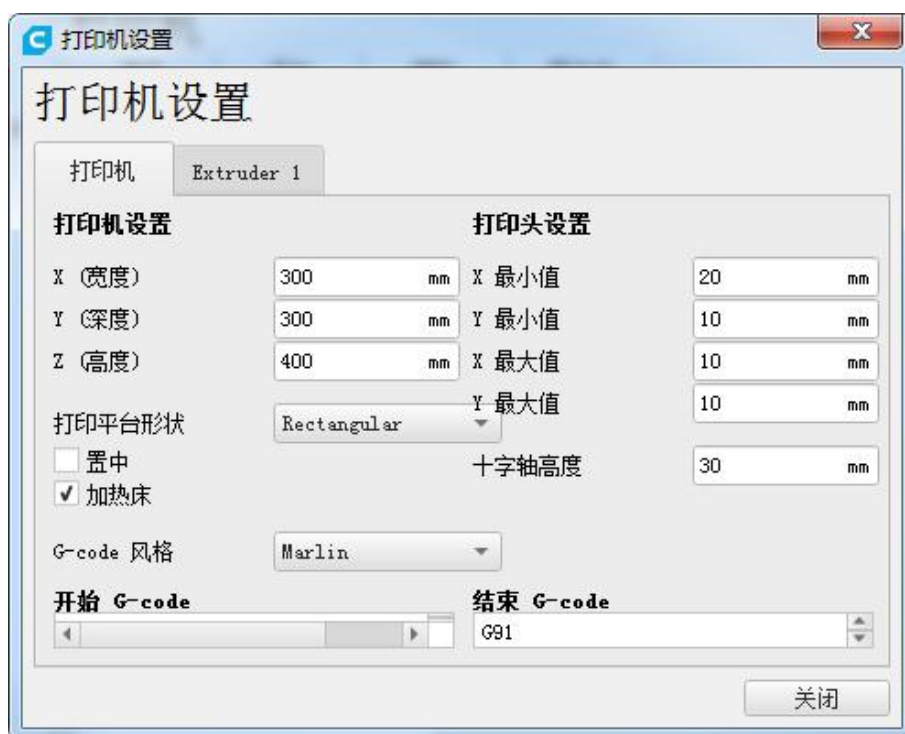 打印机设置
打印机设置
打印机
Extruder 1
打印机设置
X (宽度)
300 mm
Y (深度)
300 mm
Z (高度)
400 mm
打印平台形状
Rectangular
置中
加热床
G-code 风格
Marlin
开始 G-code
打印头设置
X 最小值
20 mm
Y 最小值
10 mm
X 最大值
10 mm
Y 最大值
10 mm
十字轴高度
30 mm
结束 G-code
G91
关闭